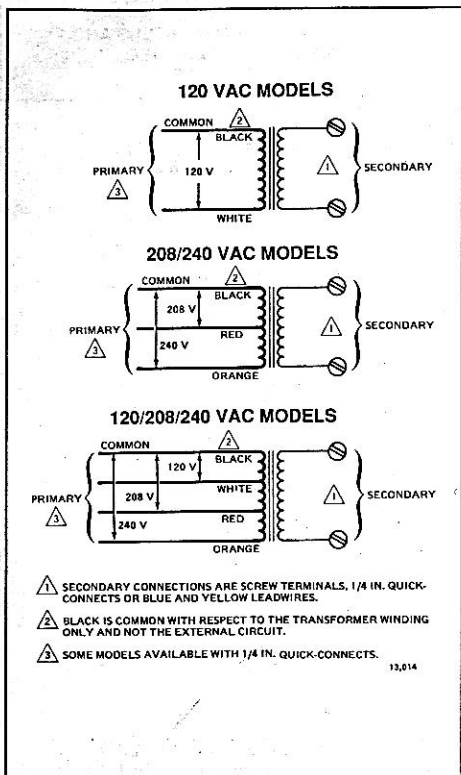 120 VAC MODELS
COMMON
2
BLACK
PRIMARY
3
120 V
1
SECONDARY
WHITE
208/240 VAC MODELS
COMMON
2
BLACK
208 V
PRIMARY
3
RED
240 V
1
SECONDARY
ORANGE
120/208/240 VAC MODELS
COMMON
2
BLACK
120 V
WHITE
PRIMARY
3
208 V
1
SECONDARY
RED
240 V
ORANGE
1 SECONDARY CONNECTIONS ARE SCREW TERMINALS, 1/4 IN. QUICK-
CONNECTS OR BLUE AND YELLOW LEADWIRES.
2 BLACK IS COMMON WITH RESPECT TO THE TRANSFORMER WINDING
ONLY AND NOT THE EXTERNAL CIRCUIT.
3 SOME MODELS AVAILABLE WITH 1/4 IN. QUICK-CONNECTS.
13,014